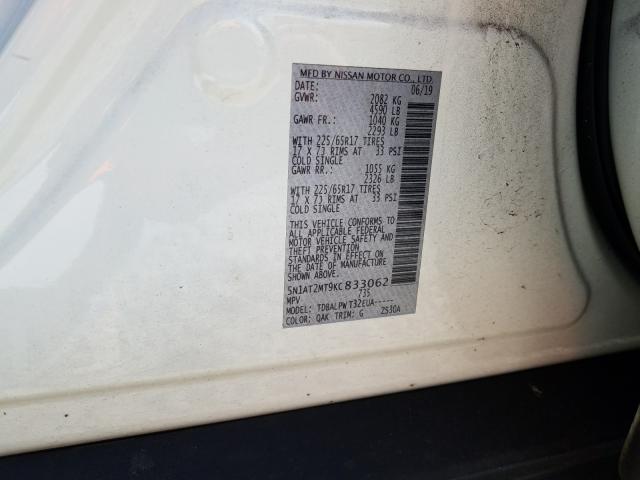 MFD BY NISSAN MOTOR CO., LTD.
DATE: 06/19
GVWR: 2082 KG
4590 LB
GAWR FR.: 1040 KG
2293 LB
WITH 225/65R17 TIRES
17 X 7J RIMS AT 33 PSI
COLD SINGLE
GAWR RR.: 1055 KG
2326 LB
WITH 225/65R17 TIRES
17 X 7J RIMS AT 33 PSI
COLD SINGLE
THIS VEHICLE CONFORMS TO
ALL APPLICABLE FEDERAL
MOTOR VEHICLE SAFETY AND
THEFT PREVENTION
STANDARDS IN EFFECT ON THE
DATE OF MANUFACTURE
SHOWN ABOVE.
5N1AT2MT9KC833062
MPV 735
MODEL: TDBALPWT32EUA-----
COLOR: QAK TRIM: G ZS30A